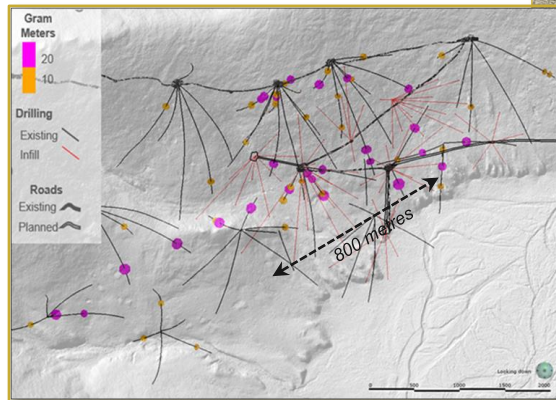 Gram
Meters
20
10
Drilling
Existing
Infill
Roads
Existing
Planned
800 metres
Looking down
0 500 1000 1500 2000